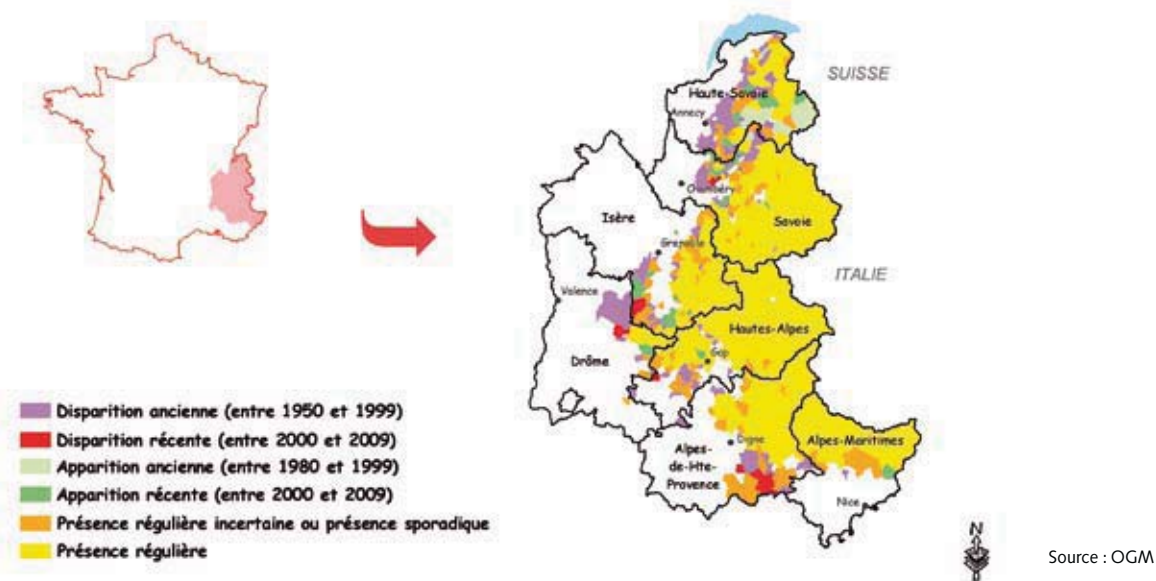 SUISSE
Haute-Savoie
Annecy
Chambéry
Savoie
Isère
Grenoble
ITALIE
Valence
Hautes-Alpes
Gap
Drôme
Disparition ancienne (entre 1950 et 1999)
Disparition récente (entre 2000 et 2009)
Apparition ancienne (entre 1980 et 1999)
Apparition récente (entre 2000 et 2009)
Présence régulière incertaine ou présence sporadique
Présence régulière
Digne
Alpes-Maritimes
Alpes-
de-Hte-
Provence
Nice
N
Source : OGM